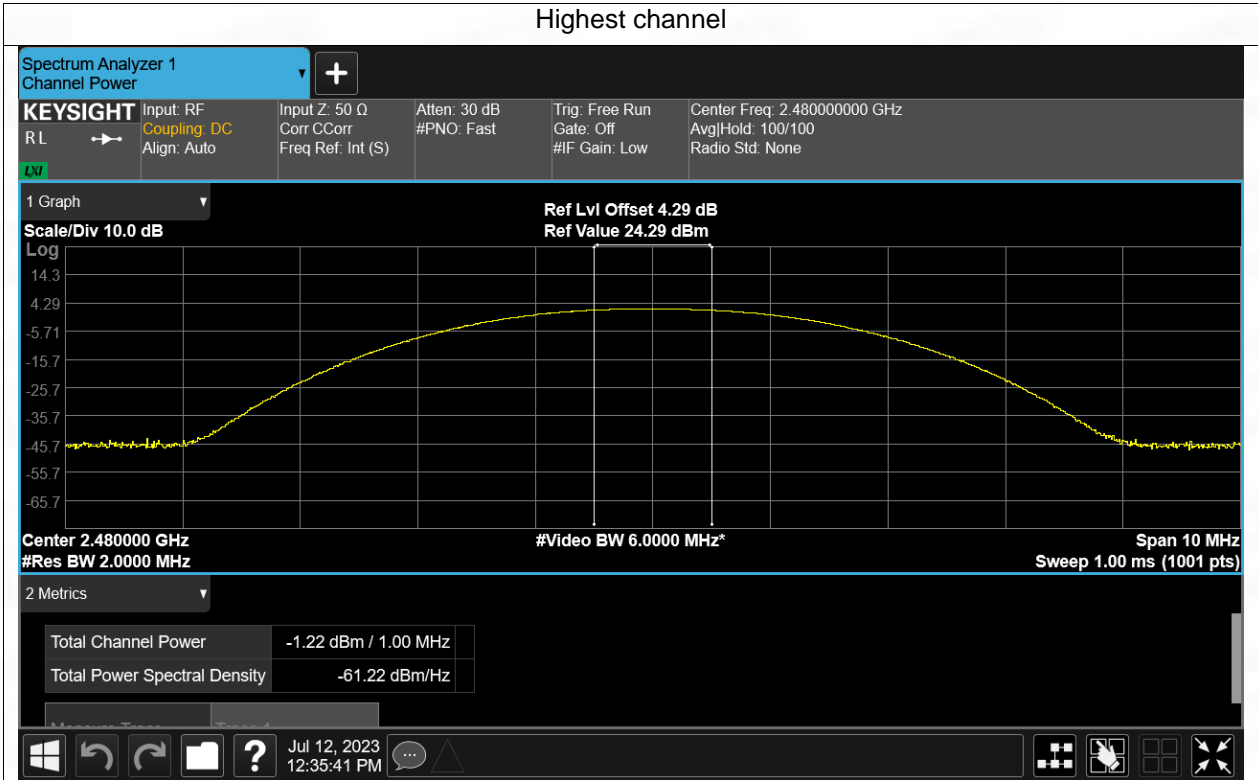 Highest channel
Spectrum Analyzer 1
Channel Power
KEYSIGHT
R L
LXI
Input: RF
Coupling: DC
Align: Auto
Input Z: 50 Ω
Corr CCorr
Freq Ref: Int (S)
Atten: 30 dB
#PNO: Fast
Trig: Free Run
Gate: Off
#IF Gain: Low
Center Freq: 2.480000000 GHz
Avg|Hold: 100/100
Radio Std: None
1 Graph
Scale/Div 10.0 dB
Ref Lvl Offset 4.29 dB
Ref Value 24.29 dBm
Log
14.3
4.29
-5.71
-15.7
-25.7
-35.7
-45.7
-55.7
-65.7
Center 2.480000 GHz
#Res BW 2.0000 MHz
#Video BW 6.0000 MHz*
Span 10 MHz
Sweep 1.00 ms (1001 pts)
2 Metrics
Total Channel Power -1.22 dBm / 1.00 MHz
Total Power Spectral Density -61.22 dBm/Hz
?
Jul 12, 2023
12:35:41 PM